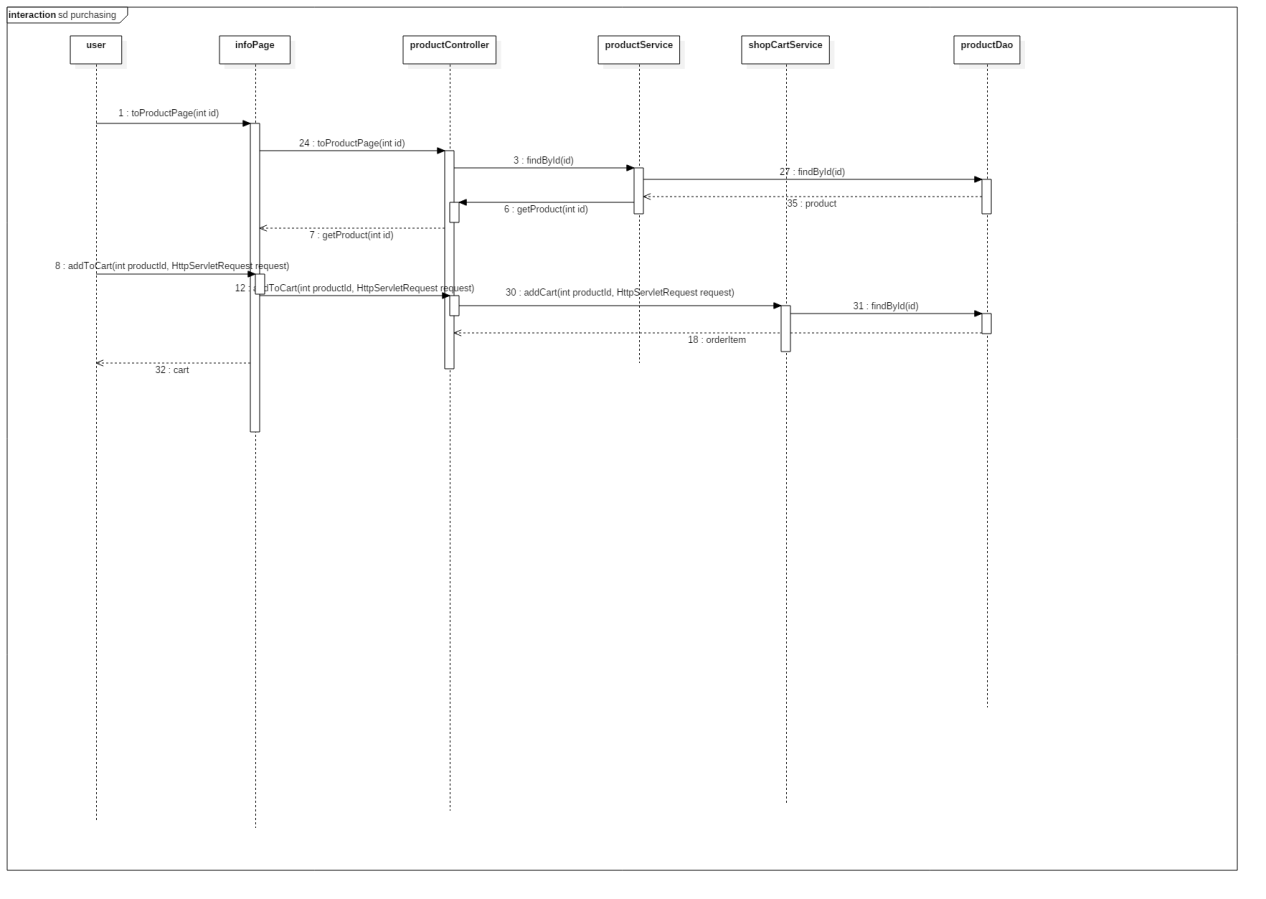 interaction sd purchasing
user
infoPage
productController
productService
shopCartService
productDao
1 : toProductPage(int id)
24 : toProductPage(int id)
3 : findById(id)
27 : findById(id)
35 : product
6 : getProduct(int id)
7 : getProduct(int id)
8 : addToCart(int productId, HttpServletRequest request)
12 : addToCart(int productId, HttpServletRequest request)
30 : addCart(int productId, HttpServletRequest request)
31 : findById(id)
18 : orderItem
32 : cart